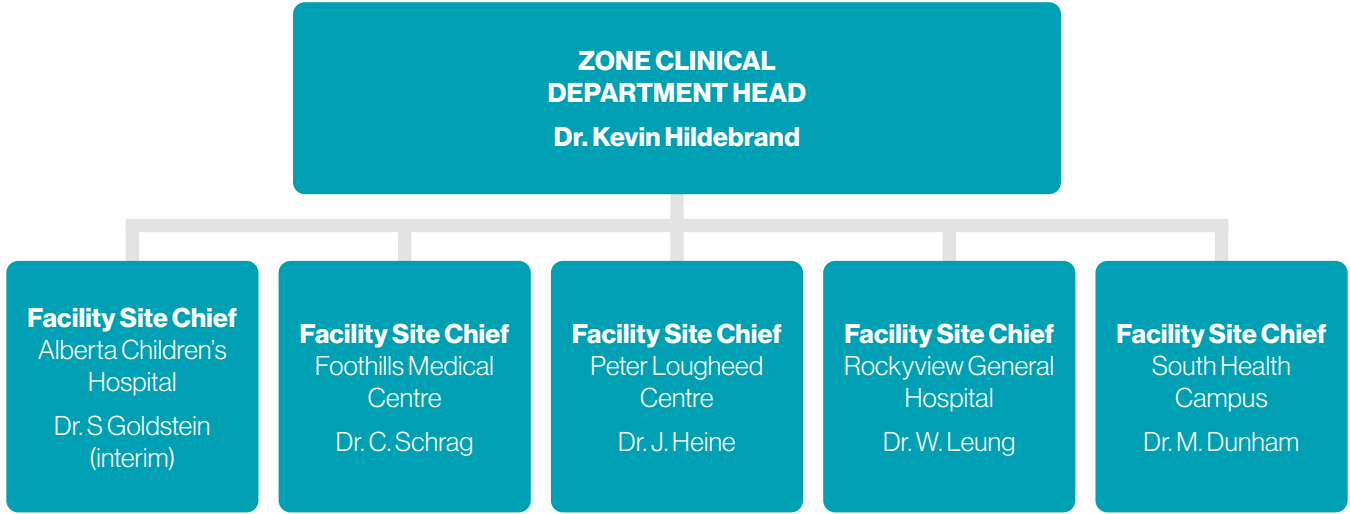 ZONE CLINICAL
DEPARTMENT HEAD
Dr. Kevin Hildebrand
Facility Site Chief
Alberta Children's
Hospital
Dr. S Goldstein
(interim)
Facility Site Chief
Foothills Medical
Centre
Dr. C. Schrag
Facility Site Chief
Peter Lougheed
Centre
Dr. J. Heine
Facility Site Chief
Rockyview General
Hospital
Dr. W. Leung
Facility Site Chief
South Health
Campus
Dr. M. Dunham